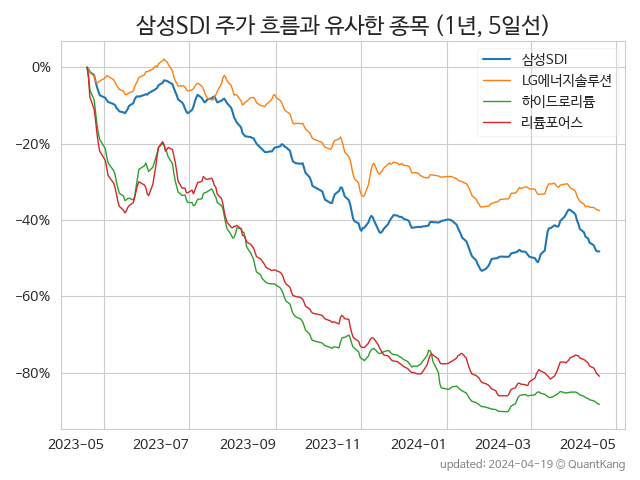 삼성SDI 주가 흐름과 유사한 종목 (1년, 5일선)
삼성SDI
LG에너지솔루션
하이드로리튬
리튬포어스
0%
−20%
−40%
−60%
−80%
2023-05 2023-07 2023-09 2023-11 2024-01 2024-03 2024-05
updated: 2024-04-19 © QuantKang